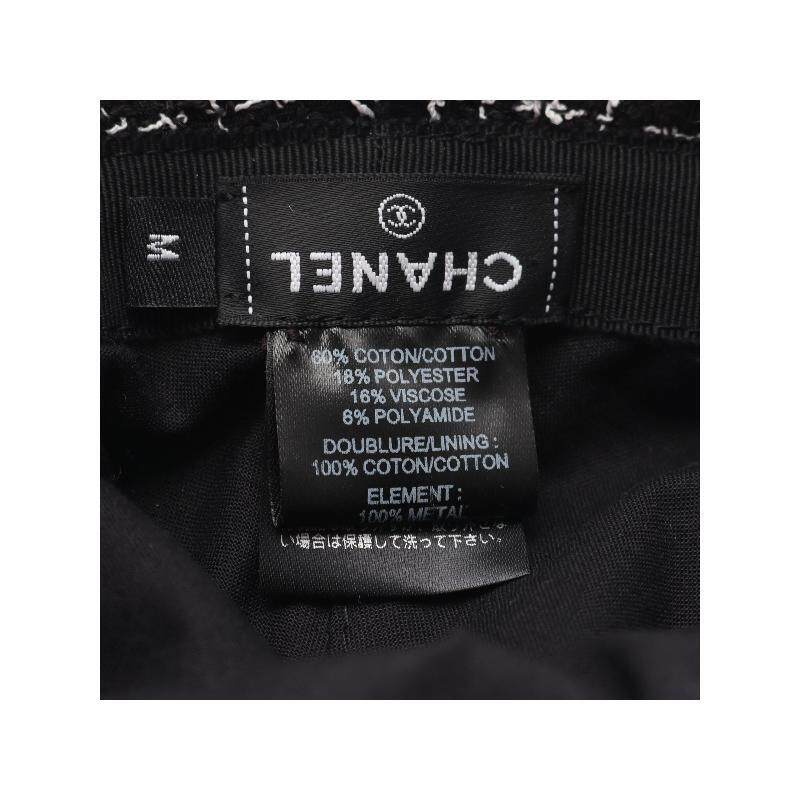 M
CHANEL
60% COTON/COTTON
18% POLYESTER
16% VISCOSE
6% POLYAMIDE
DOUBLURE/LINING :
100% COTON/COTTON
ELEMENT :
100% METAL
い場合は保護して洗って下さい。